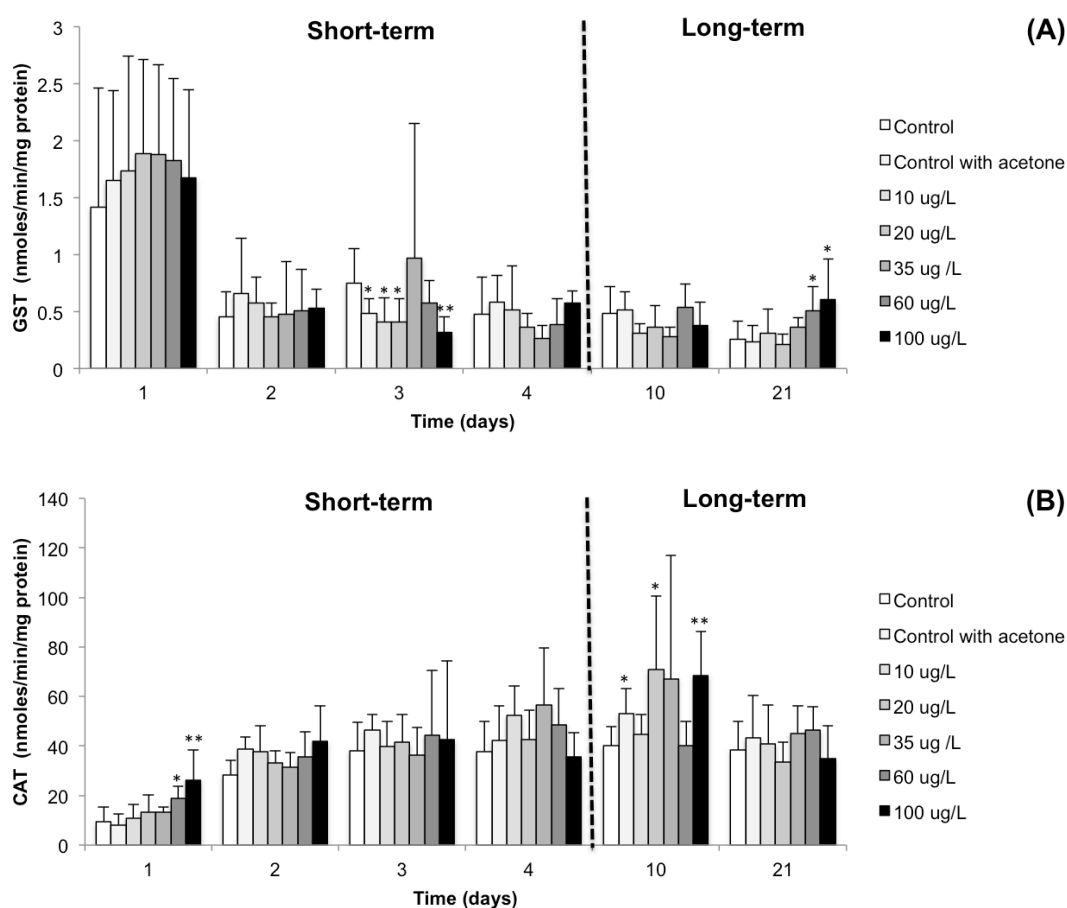 Short-term
Long-term
(A)
GST (nmoles/min/mg protein)
3
2.5
2
1.5
1
0.5
0
* * * ** * *
1 2 3 4 10 21
Time (days)
Control
Control with acetone
10 ug/L
20 ug/L
35 ug /L
60 ug/L
100 ug/L
Short-term
Long-term
(B)
CAT (nmoles/min/mg protein)
140
120
100
80
60
40
20
0
* ** * * **
1 2 3 4 10 21
Time (days)
Control
Control with acetone
10 ug/L
20 ug/L
35 ug /L
60 ug/L
100 ug/L